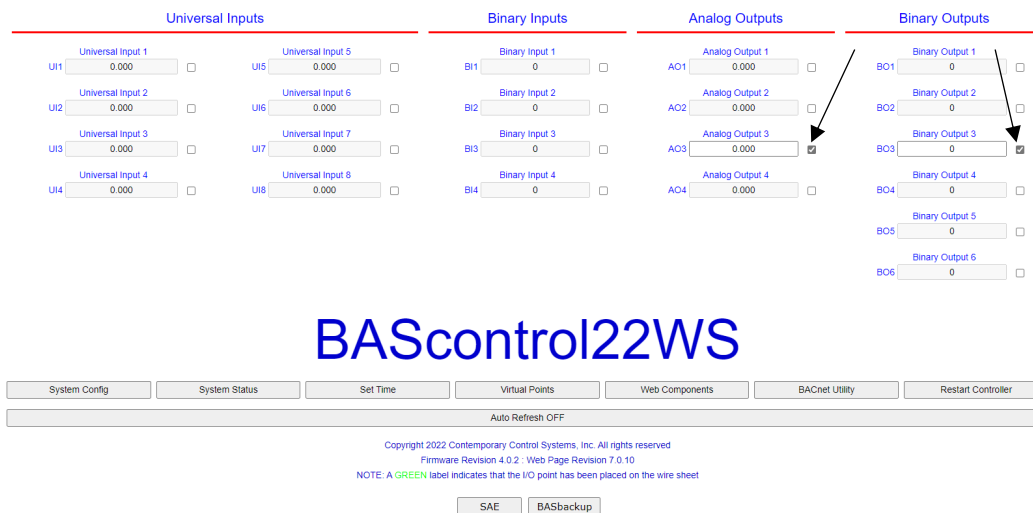 Universal Inputs Binary Inputs Analog Outputs Binary Outputs
Universal Input 1 Universal Input 5 Binary Input 1 Analog Output 1 Binary Output 1
UI1 0.000 UI5 0.000 BI1 0 AO1 0.000 BO1 0
Universal Input 2 Universal Input 6 Binary Input 2 Analog Output 2 Binary Output 2
UI2 0.000 UI6 0.000 BI2 0 AO2 0.000 BO2 0
Universal Input 3 Universal Input 7 Binary Input 3 Analog Output 3 Binary Output 3
UI3 0.000 UI7 0.000 BI3 0 AO3 0.000 BO3 0
Universal Input 4 Universal Input 8 Binary Input 4 Analog Output 4 Binary Output 4
UI4 0.000 UI8 0.000 BI4 0 AO4 0.000 BO4 0
Binary Output 5
BO5 0
Binary Output 6
BO6 0
BAScontrol22WS
System Config System Status Set Time Virtual Points Web Components BACnet Utility Restart Controller
Auto Refresh OFF
Copyright 2022 Contemporary Control Systems, Inc. All rights reserved
Firmware Revision 4.0.2 : Web Page Revision 7.0.10
NOTE: A GREEN label indicates that the I/O point has been placed on the wire sheet
SAE BASbackup